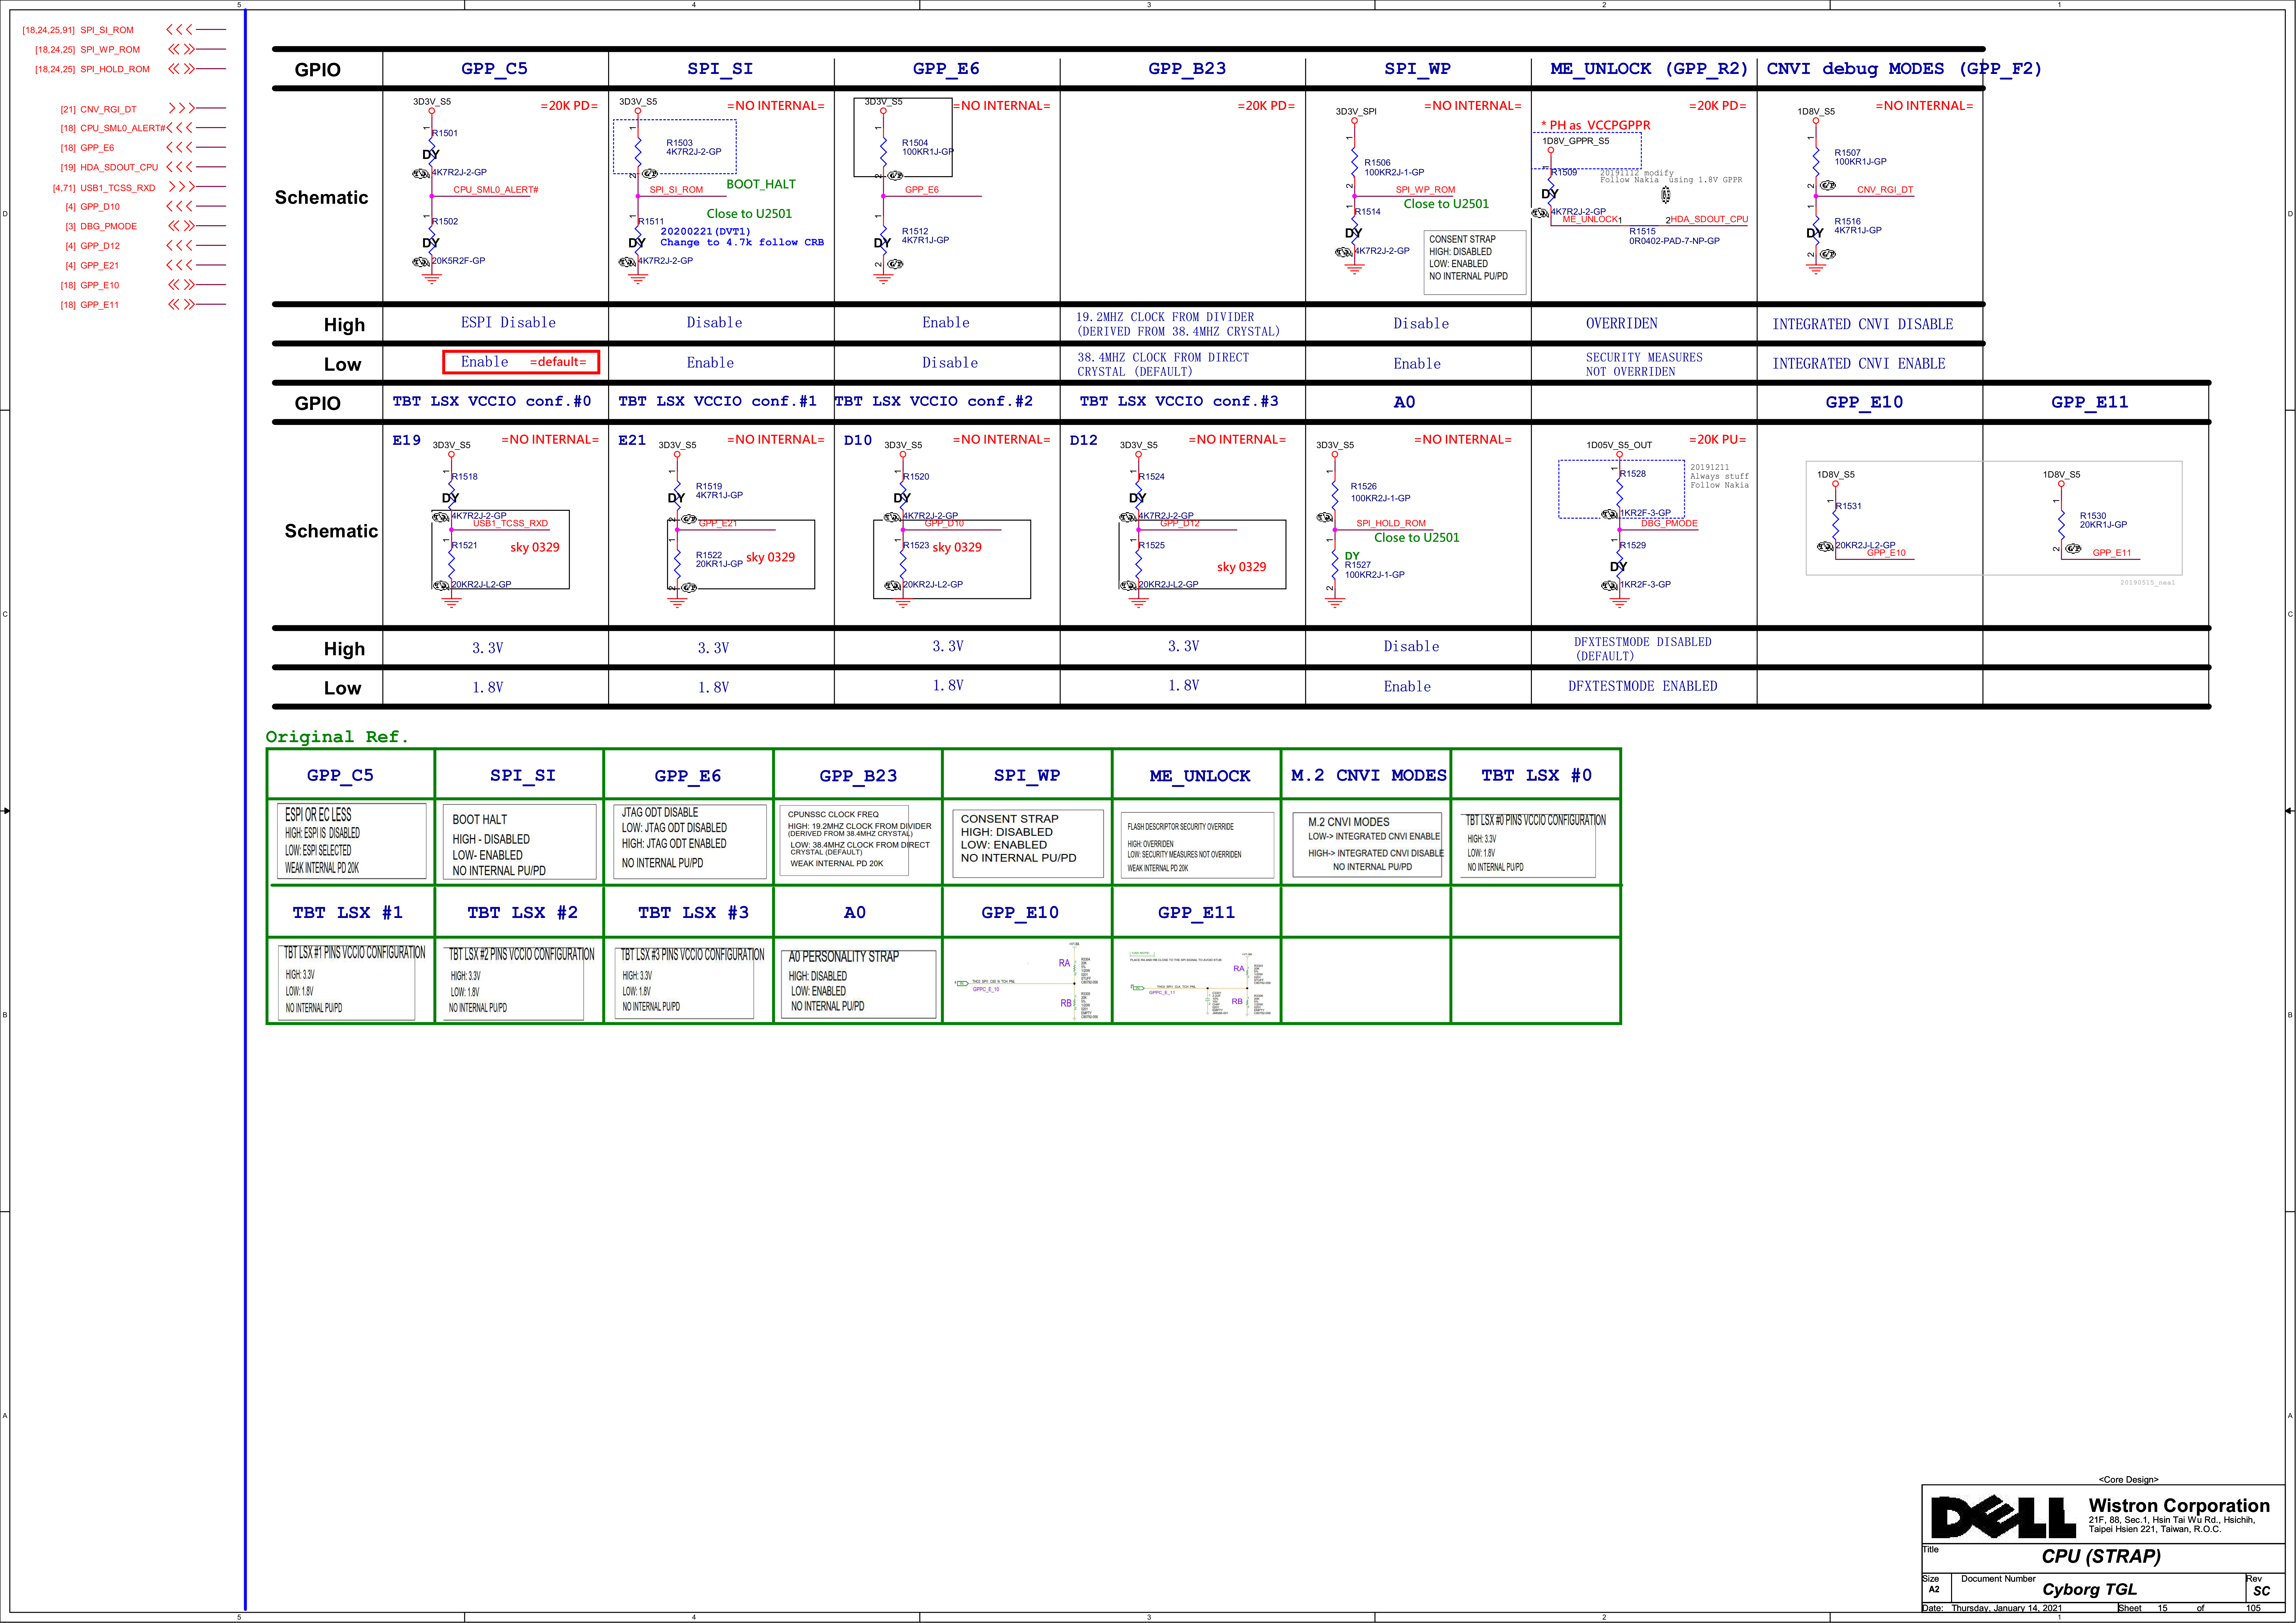 [18,24,25,91] SPI_SI_ROM
[18,24,25] SPI_WP_ROM
[18,24,25] SPI_HOLD_ROM
[21] CNV_RGI_DT
[18] CPU_SML0_ALERT#
[18] GPP_E6
[19] HDA_SDOUT_CPU
[4,71] USB1_TCSS_RXD
[4] GPP_D10
[3] DBG_PMODE
[4] GPP_D12
[4] GPP_E21
[18] GPP_E10
[18] GPP_E11
GPIO GPP_C5 SPI_SI GPP_E6 GPP_B23 SPI_WP ME_UNLOCK (GPP_R2) CNVI debug MODES (GPP_F2)
Schematic
3D3V_S5 =20K PD=
R1501
DY
4K7R2J-2-GP
CPU_SML0_ALERT#
R1502
DY
20K5R2F-GP
3D3V_S5 =NO INTERNAL=
R1503
4K7R2J-2-GP
SPI_SI_ROM BOOT_HALT
Close to U2501
R1511
20200221(DVT1)
DY Change to 4.7k follow CRB
4K7R2J-2-GP
3D3V_S5 =NO INTERNAL=
R1504
100KR1J-GP
GPP_E6
R1512
DY 4K7R1J-GP
=20K PD=
=NO INTERNAL=
3D3V_SPI
R1506
100KR2J-1-GP
SPI_WP_ROM
Close to U2501
R1514
DY
4K7R2J-2-GP
CONSENT STRAP
HIGH: DISABLED
LOW: ENABLED
NO INTERNAL PU/PD
=20K PD=
* PH as VCCPGPPR
1D8V_GPPR_S5
R1509
20191112 modify
Follow Nakia using 1.8V GPPR
DY
4K7R2J-2-GP
ME_UNLOCK 1 2 HDA_SDOUT_CPU
R1515
0R0402-PAD-7-NP-GP
1D8V_S5 =NO INTERNAL=
R1507
100KR1J-GP
CNV_RGI_DT
R1516
DY 4K7R1J-GP
High ESPI Disable Disable Enable 19.2MHZ CLOCK FROM DIVIDER Disable OVERRIDEN INTEGRATED CNVI DISABLE
(DERIVED FROM 38.4MHZ CRYSTAL)
Low Enable =default= Enable Disable 38.4MHZ CLOCK FROM DIRECT Enable SECURITY MEASURES INTEGRATED CNVI ENABLE
CRYSTAL (DEFAULT) NOT OVERRIDEN
GPIO TBT LSX VCCIO conf.#0 TBT LSX VCCIO conf.#1 TBT LSX VCCIO conf.#2 TBT LSX VCCIO conf.#3 A0 GPP_E10 GPP_E11
Schematic
E19 3D3V_S5 =NO INTERNAL=
R1518
DY
4K7R2J-2-GP
USB1_TCSS_RXD
R1521 sky 0329
20KR2J-L2-GP
E21 3D3V_S5 =NO INTERNAL=
R1519
DY 4K7R1J-GP
GPP_E21
R1522 sky 0329
20KR1J-GP
D10 3D3V_S5 =NO INTERNAL=
R1520
DY
4K7R2J-2-GP
GPP_D10
R1523 sky 0329
20KR2J-L2-GP
D12 3D3V_S5 =NO INTERNAL=
R1524
DY
4K7R2J-2-GP
GPP_D12
R1525
sky 0329
20KR2J-L2-GP
3D3V_S5 =NO INTERNAL=
R1526
100KR2J-1-GP
SPI_HOLD_ROM
Close to U2501
DY
R1527
100KR2J-1-GP
1D05V_S5_OUT =20K PU=
R1528
20191211
Always stuff
Follow Nakia
1KR2F-3-GP
DBG_PMODE
R1529
DY
1KR2F-3-GP
1D8V_S5
R1531
20KR2J-L2-GP
GPP_E10
1D8V_S5
R1530
20KR1J-GP
GPP_E11
20190515_neal
High 3.3V 3.3V 3.3V 3.3V Disable DFXTESTMODE DISABLED
(DEFAULT)
Low 1.8V 1.8V 1.8V 1.8V Enable DFXTESTMODE ENABLED
Original Ref.
GPP_C5 SPI_SI GPP_E6 GPP_B23 SPI_WP ME_UNLOCK M.2 CNVI MODES TBT LSX #0
ESPI OR EC LESS
HIGH: ESPI IS DISABLED
LOW: ESPI SELECTED
WEAK INTERNAL PD 20K
BOOT HALT
HIGH - DISABLED
LOW- ENABLED
NO INTERNAL PU/PD
JTAG ODT DISABLE
LOW: JTAG ODT DISABLED
HIGH: JTAG ODT ENABLED
NO INTERNAL PU/PD
CPUNSSC CLOCK FREQ
HIGH: 19.2MHZ CLOCK FROM DIVIDER
(DERIVED FROM 38.4MHZ CRYSTAL)
LOW: 38.4MHZ CLOCK FROM DIRECT
CRYSTAL (DEFAULT)
WEAK INTERNAL PD 20K
CONSENT STRAP
HIGH: DISABLED
LOW: ENABLED
NO INTERNAL PU/PD
FLASH DESCRIPTOR SECURITY OVERRIDE
HIGH: OVERRIDEN
LOW: SECURITY MEASURES NOT OVERRIDEN
WEAK INTERNAL PD 20K
M.2 CNVI MODES
LOW-> INTEGRATED CNVI ENABLE
HIGH-> INTEGRATED CNVI DISABLE
NO INTERNAL PU/PD
TBT LSX #0 PINS VCCIO CONFIGURATION
HIGH: 3.3V
LOW: 1.8V
NO INTERNAL PU/PD
TBT LSX #1 TBT LSX #2 TBT LSX #3 A0 GPP_E10 GPP_E11
TBT LSX #1 PINS VCCIO CONFIGURATION
HIGH: 3.3V
LOW: 1.8V
NO INTERNAL PU/PD
TBT LSX #2 PINS VCCIO CONFIGURATION
HIGH: 3.3V
LOW: 1.8V
NO INTERNAL PU/PD
TBT LSX #3 PINS VCCIO CONFIGURATION
HIGH: 3.3V
LOW: 1.8V
NO INTERNAL PU/PD
A0 PERSONALITY STRAP
HIGH: DISABLED
LOW: ENABLED
NO INTERNAL PU/PD
RA
GPPC_E_10
RB
RA
GPPC_E_11
RB
<Core Design>
DELL
Wistron Corporation
21F, 88, Sec.1, Hsin Tai Wu Rd., Hsichih,
Taipei Hsien 221, Taiwan, R.O.C.
Title
CPU (STRAP)
Size Document Number Rev
A2 Cyborg TGL SC
Date: Thursday, January 14, 2021 Sheet 15 of 105